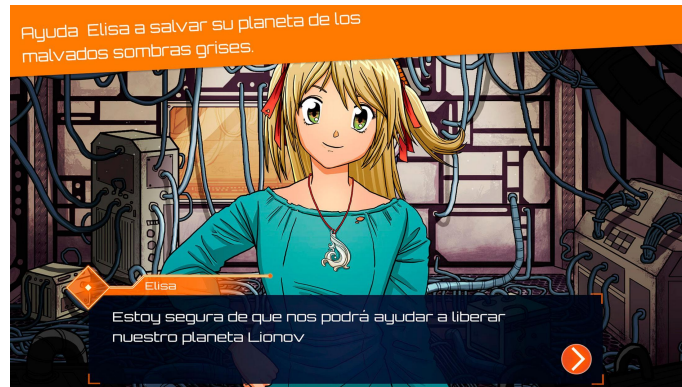 Ayuda Elisa a salvar su planeta de los
malvados sombras grises.
Elisa
Estoy segura de que nos podrá ayudar a liberar
nuestro planeta Lionov